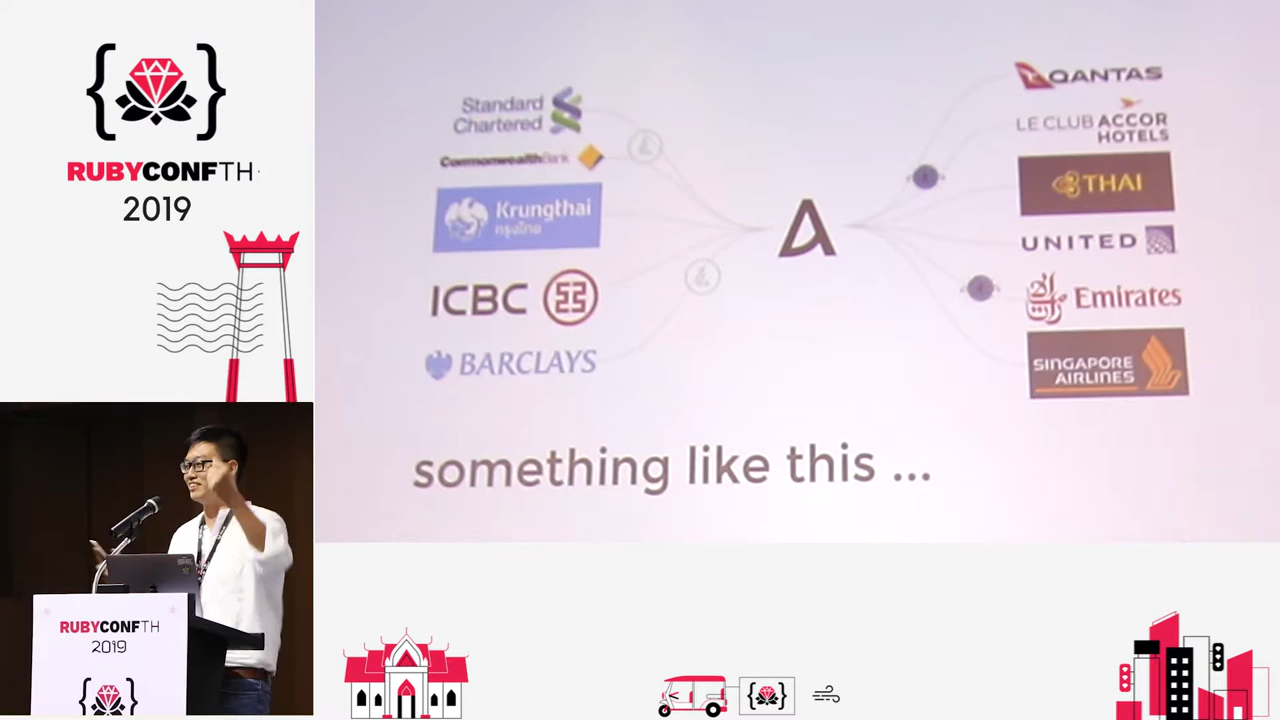 RUBYCONFTH
2019
Standard
Chartered
CommonwealthBank
Krungthai
กรุงไทย
ICBC
BARCLAYS
QANTAS
LE CLUB ACCOR
HOTELS
THAI
UNITED
Emirates
SINGAPORE
AIRLINES
something like this ...
RUBYCONFTH
2019